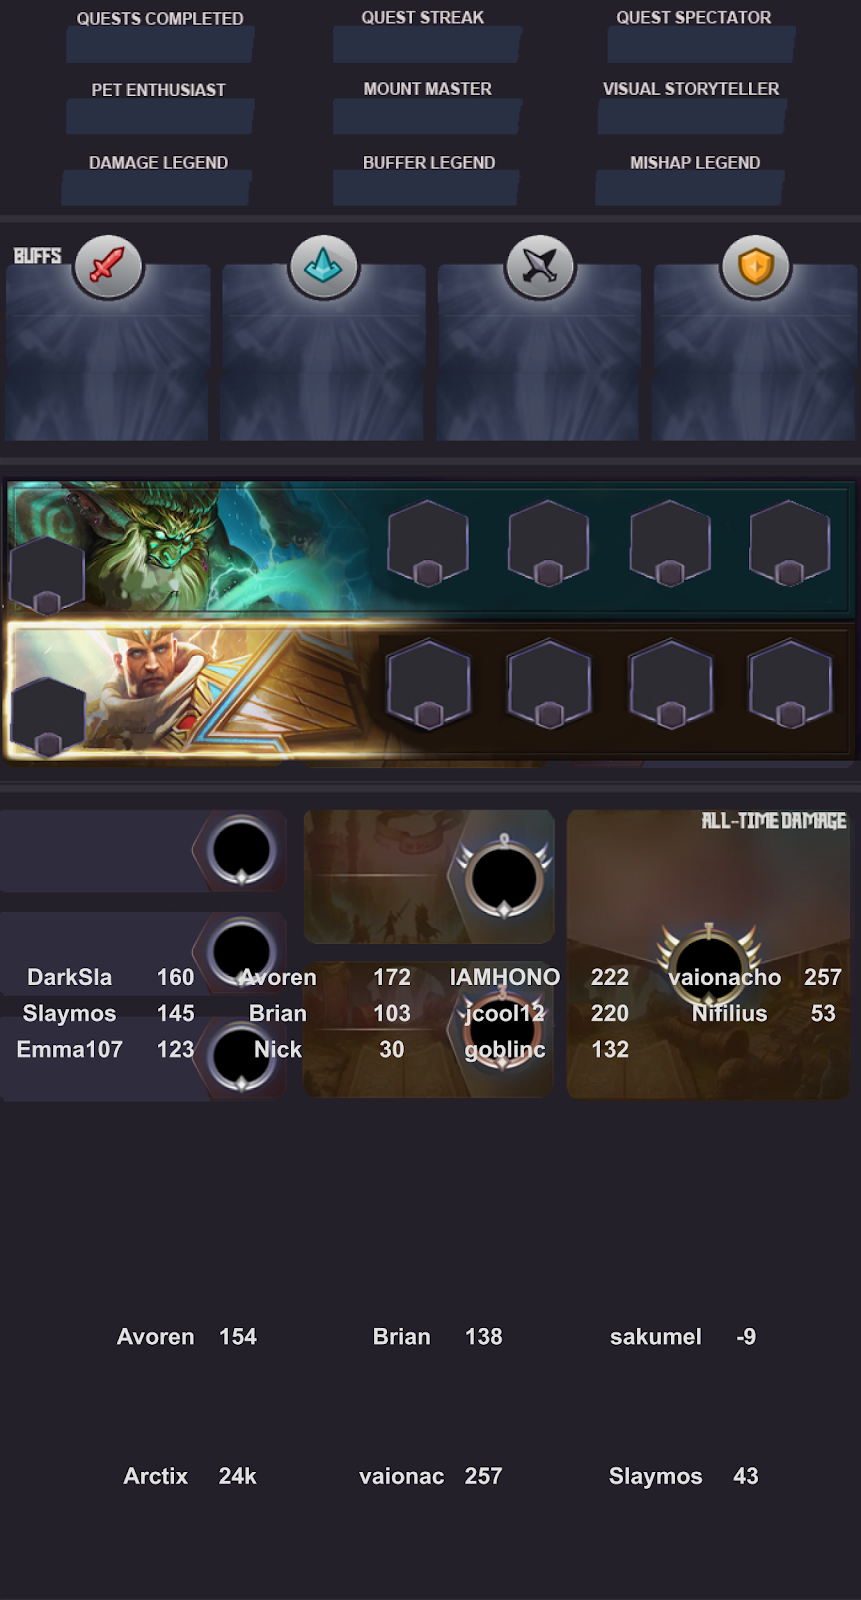 QUESTS COMPLETED QUEST STREAK QUEST SPECTATOR
PET ENTHUSIAST MOUNT MASTER VISUAL STORYTELLER
DAMAGE LEGEND BUFFER LEGEND MISHAP LEGEND
BUFFS
ALL-TIME DAMAGE
DarkSla 160 Avoren 172 IAMHONO 222 vaionacho 257
Slaymos 145 Brian 103 jcool12 220 Nifilius 53
Emma107 123 Nick 30 goblinc 132
Avoren 154 Brian 138 sakumel -9
Arctix 24k vaionac 257 Slaymos 43